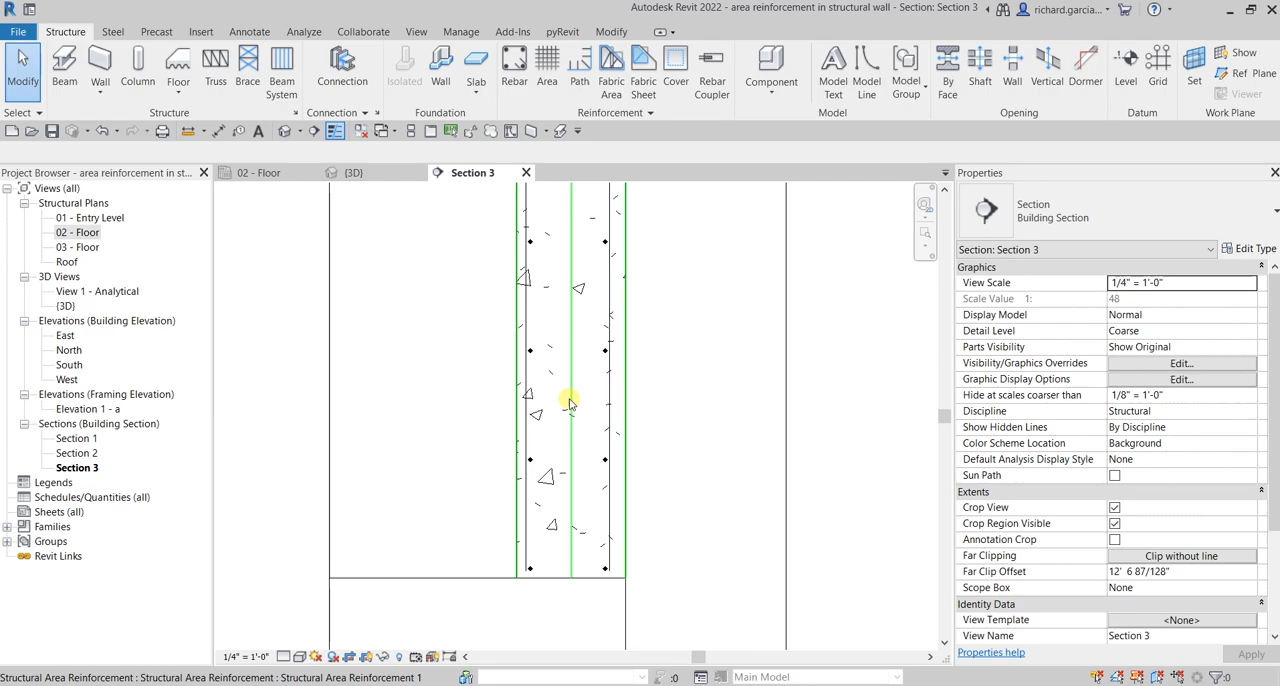 Autodesk Revit 2022 - area reinforcement in structural wall - Section: Section 3
richard.garcia...
File Structure Steel Precast Architecture Insert Annotate Analyze Collaborate View Manage Add-Ins pyRevit Modify
Modify Beam Wall Column Floor Truss Brace Beam System Connection Isolated Wall Slab Rebar Area Path Fabric Area Fabric Sheet Cover Rebar Coupler Component Model Text Model Line Model Group By Face Shaft Wall Vertical Dormer Level Grid Set Show Ref Plane Viewer
Select Structure Connection Foundation Reinforcement Model Opening Datum Work Plane
Project Browser - area reinforcement in st...
Views (all)
Structural Plans
01 - Entry Level
02 - Floor
03 - Floor
Roof
3D Views
View 1 - Analytical
{3D}
Elevations (Building Elevation)
East
North
South
West
Elevations (Framing Elevation)
Elevation 1 - a
Sections (Building Section)
Section 1
Section 2
Section 3
Legends
Schedules/Quantities (all)
Sheets (all)
Families
Groups
Revit Links
02 - Floor {3D} Section 3
Properties
Section
Building Section
Section: Section 3 Edit Type
Graphics
View Scale 1/4" = 1'-0"
Scale Value 1: 48
Display Model Normal
Detail Level Coarse
Parts Visibility Show Original
Visibility/Graphics Overrides Edit...
Graphic Display Options Edit...
Hide at scales coarser than 1/8" = 1'-0"
Discipline Structural
Show Hidden Lines By Discipline
Color Scheme Location Background
Default Analysis Display Style None
Sun Path
Extents
Crop View
Crop Region Visible
Annotation Crop
Far Clipping Clip without line
Far Clip Offset 12' 6 87/128"
Scope Box None
Identity Data
View Template <None>
View Name Section 3
Properties help Apply
1/4" = 1'-0"
Structural Area Reinforcement : Structural Area Reinforcement : Structural Area Reinforcement 1
:0 Main Model :0